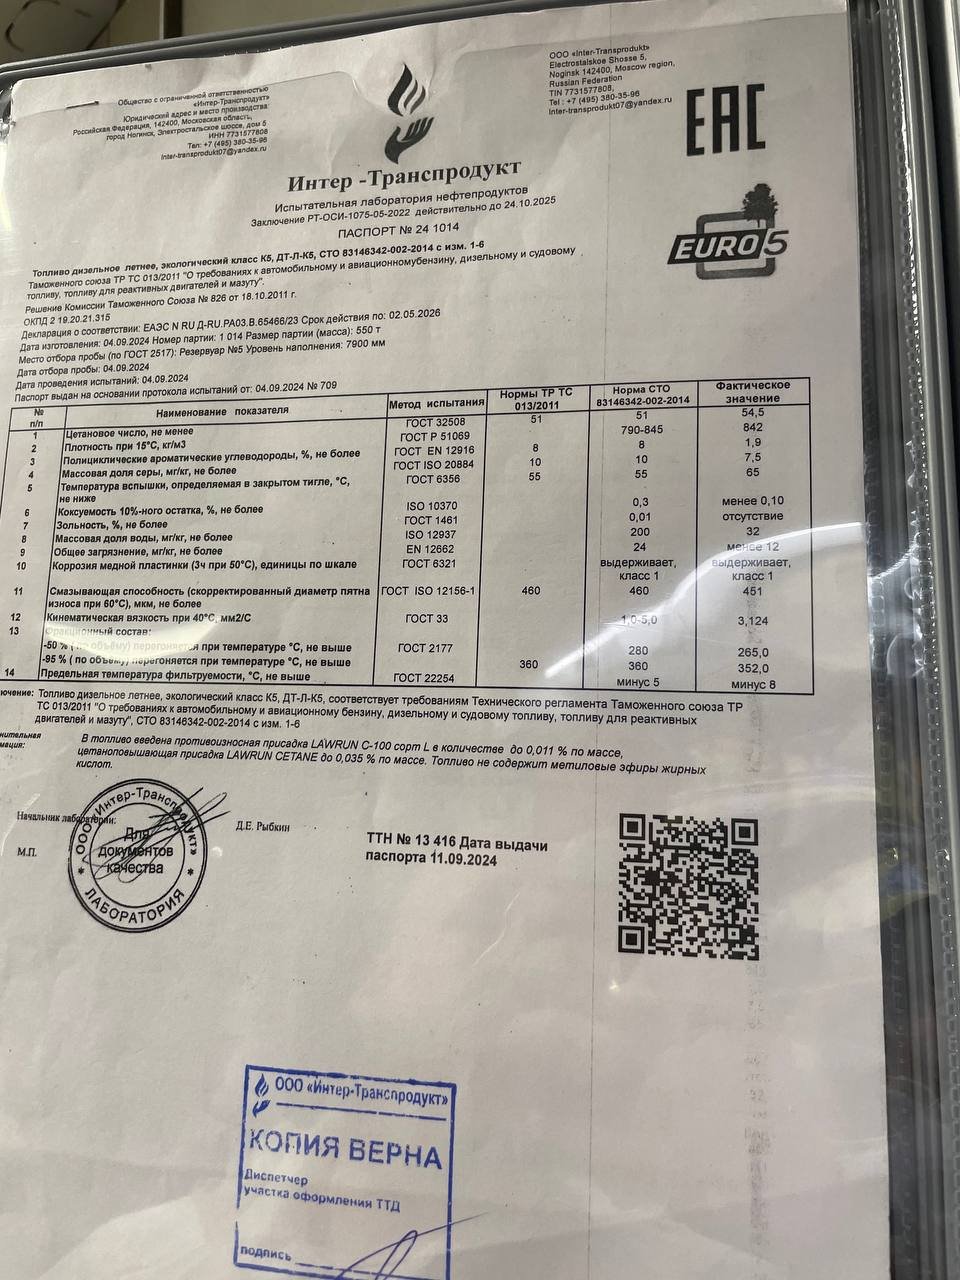 Общество с ограниченной ответственностью
«Интер-Транспродукт»
Юридический адрес и место производства:
Российская Федерация, 142400, Московская область,
город Ногинск, Электростальское шоссе, дом 5
ИНН 7731577808
Тел: +7 (495) 380-35-96
Inter-transprodukt07@yandex.ru
ООО «Inter-Transprodukt»
Electrostalskoe Shosse 5,
Noginsk 142400, Moscow region,
Russian Federation
TIN 7731577808,
Tel : +7 (495) 380-35-96
Inter-transprodukt07@yandex.ru
EAC
Интер -Транспродукт
Испытательная лаборатория нефтепродуктов
Заключение РТ-ОСИ-1075-05-2022 действительно до 24.10.2025
ПАСПОРТ № 24 1014
EURO 5
Топливо дизельное летнее, экологический класс К5, ДТ-Л-К5, СТО 83146342-002-2014 с изм. 1-6
Таможенного союза ТР ТС 013/2011 "О требованиях к автомобильному и авиационномубензину, дизельному и судовому
топливу, топливу для реактивных двигателей и мазуту".
Решение Комиссии Таможенного Союза № 826 от 18.10.2011 г.
ОКПД 2 19.20.21.315
Декларация о соответствии: ЕАЭС N RU Д-RU.РА03.В.65466/23 Срок действия по: 02.05.2026
Дата изготовления: 04.09.2024 Номер партии: 1 014 Размер партии (масса): 550 т
Место отбора пробы (по ГОСТ 2517): Резервуар №5 Уровень наполнения: 7900 мм
Дата отбора пробы: 04.09.2024
Дата проведения испытаний: 04.09.2024
Паспорт выдан на основании протокола испытаний от: 04.09.2024 № 709
№ п/п Наименование показателя Метод испытания Нормы ТР ТС 013/2011 Норма СТО 83146342-002-2014 Фактическое значение
1 Цетановое число, не менее ГОСТ 32508 51 51 54,5
2 Плотность при 15°С, кг/м3 ГОСТ Р 51069 790-845 842
3 Полициклические ароматические углеводороды, %, не более ГОСТ EN 12916 8 8 1,9
4 Массовая доля серы, мг/кг, не более ГОСТ ISO 20884 10 10 7,5
5 Температура вспышки, определяемая в закрытом тигле, °С, ГОСТ 6356 55 55 65
не ниже
6 Коксуемость 10%-ного остатка, %, не более ISO 10370 0,3 менее 0,10
7 Зольность, %, не более ГОСТ 1461 0,01 отсутствие
8 Массовая доля воды, мг/кг, не более ISO 12937 200 32
9 Общее загрязнение, мг/кг, не более EN 12662 24 менее 12
10 Коррозия медной пластинки (3ч при 50°С), единицы по шкале ГОСТ 6321 выдерживает, класс 1 выдерживает, класс 1
11 Смазывающая способность (скорректированный диаметр пятна ГОСТ ISO 12156-1 460 460 451
износа при 60°С), мкм, не более
12 Кинематическая вязкость при 40°С, мм2/С ГОСТ 33 1,0-5,0 3,124
13 Фракционный состав: ГОСТ 2177
-50 % ( по объёму) перегоняется при температуре °С, не выше 280 265,0
-95 % ( по объему) перегоняется при температуре °С, не выше 360 360 352,0
14 Предельная температура фильтруемости, °С, не выше ГОСТ 22254 минус 5 минус 8
ючение: Топливо дизельное летнее, экологический класс К5, ДТ-Л-К5, соответствует требованиям Технического регламента Таможенного союза ТР
ТС 013/2011 "О требованиях к автомобильному и авиационному бензину, дизельному и судовому топливу, топливу для реактивных
двигателей и мазуту", СТО 83146342-002-2014 с изм. 1-6
нительная
мация:
В топливо введена противоизносная присадка LAWRUN C-100 сорт L в количестве до 0,011 % по массе,
цетаноповышающая присадка LAWRUN CETANE до 0,035 % по массе. Топливо не содержит метиловые эфиры жирных
кислот.
Начальник лаборатории:
Д.Е. Рыбкин
М.П.
ООО «Интер-Транспродукт»
Для
документов
качества
ЛАБОРАТОРИЯ
ТТН № 13 416 Дата выдачи
паспорта 11.09.2024
ООО «Интер-Транспродукт»
КОПИЯ ВЕРНА
Диспетчер
участка оформления ТТД
подпись